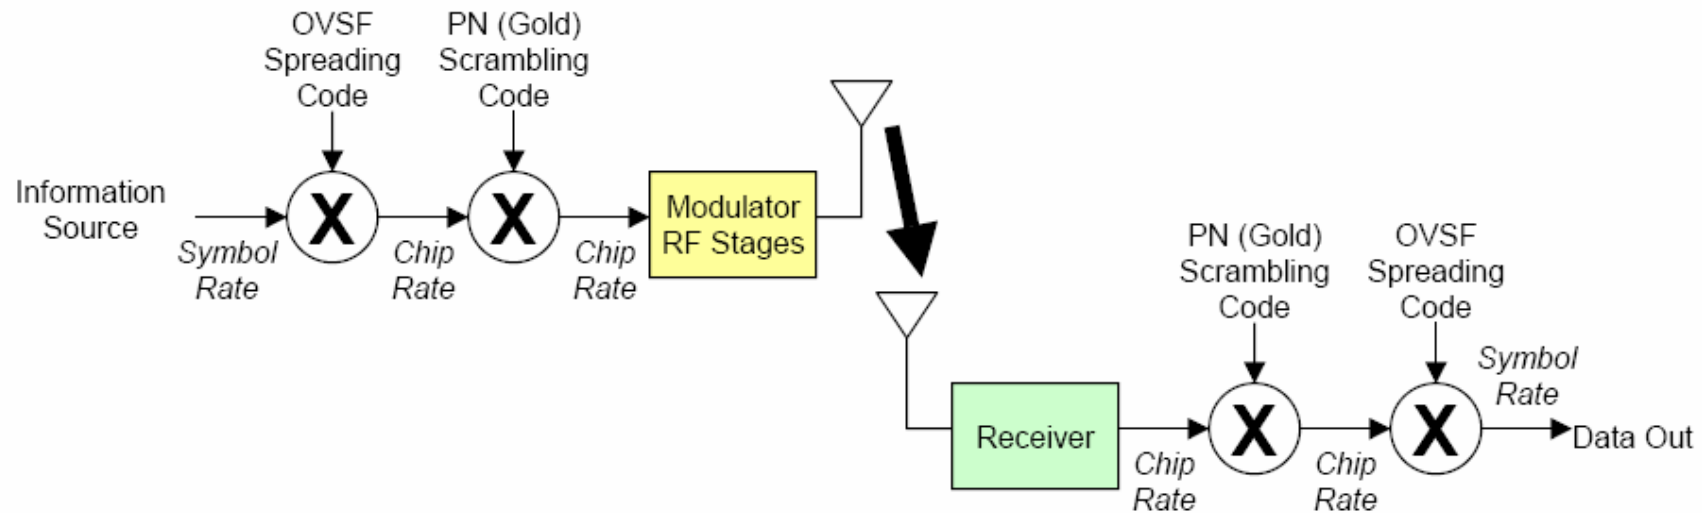 OVSF
Spreading
Code
PN (Gold)
Scrambling
Code
Information
Source
X
X
Modulator
RF Stages
Symbol
Rate
Chip
Rate
Chip
Rate
PN (Gold)
Scrambling
Code
OVSF
Spreading
Code
Receiver
X
X
Symbol
Rate
Data Out
Chip
Rate
Chip
Rate